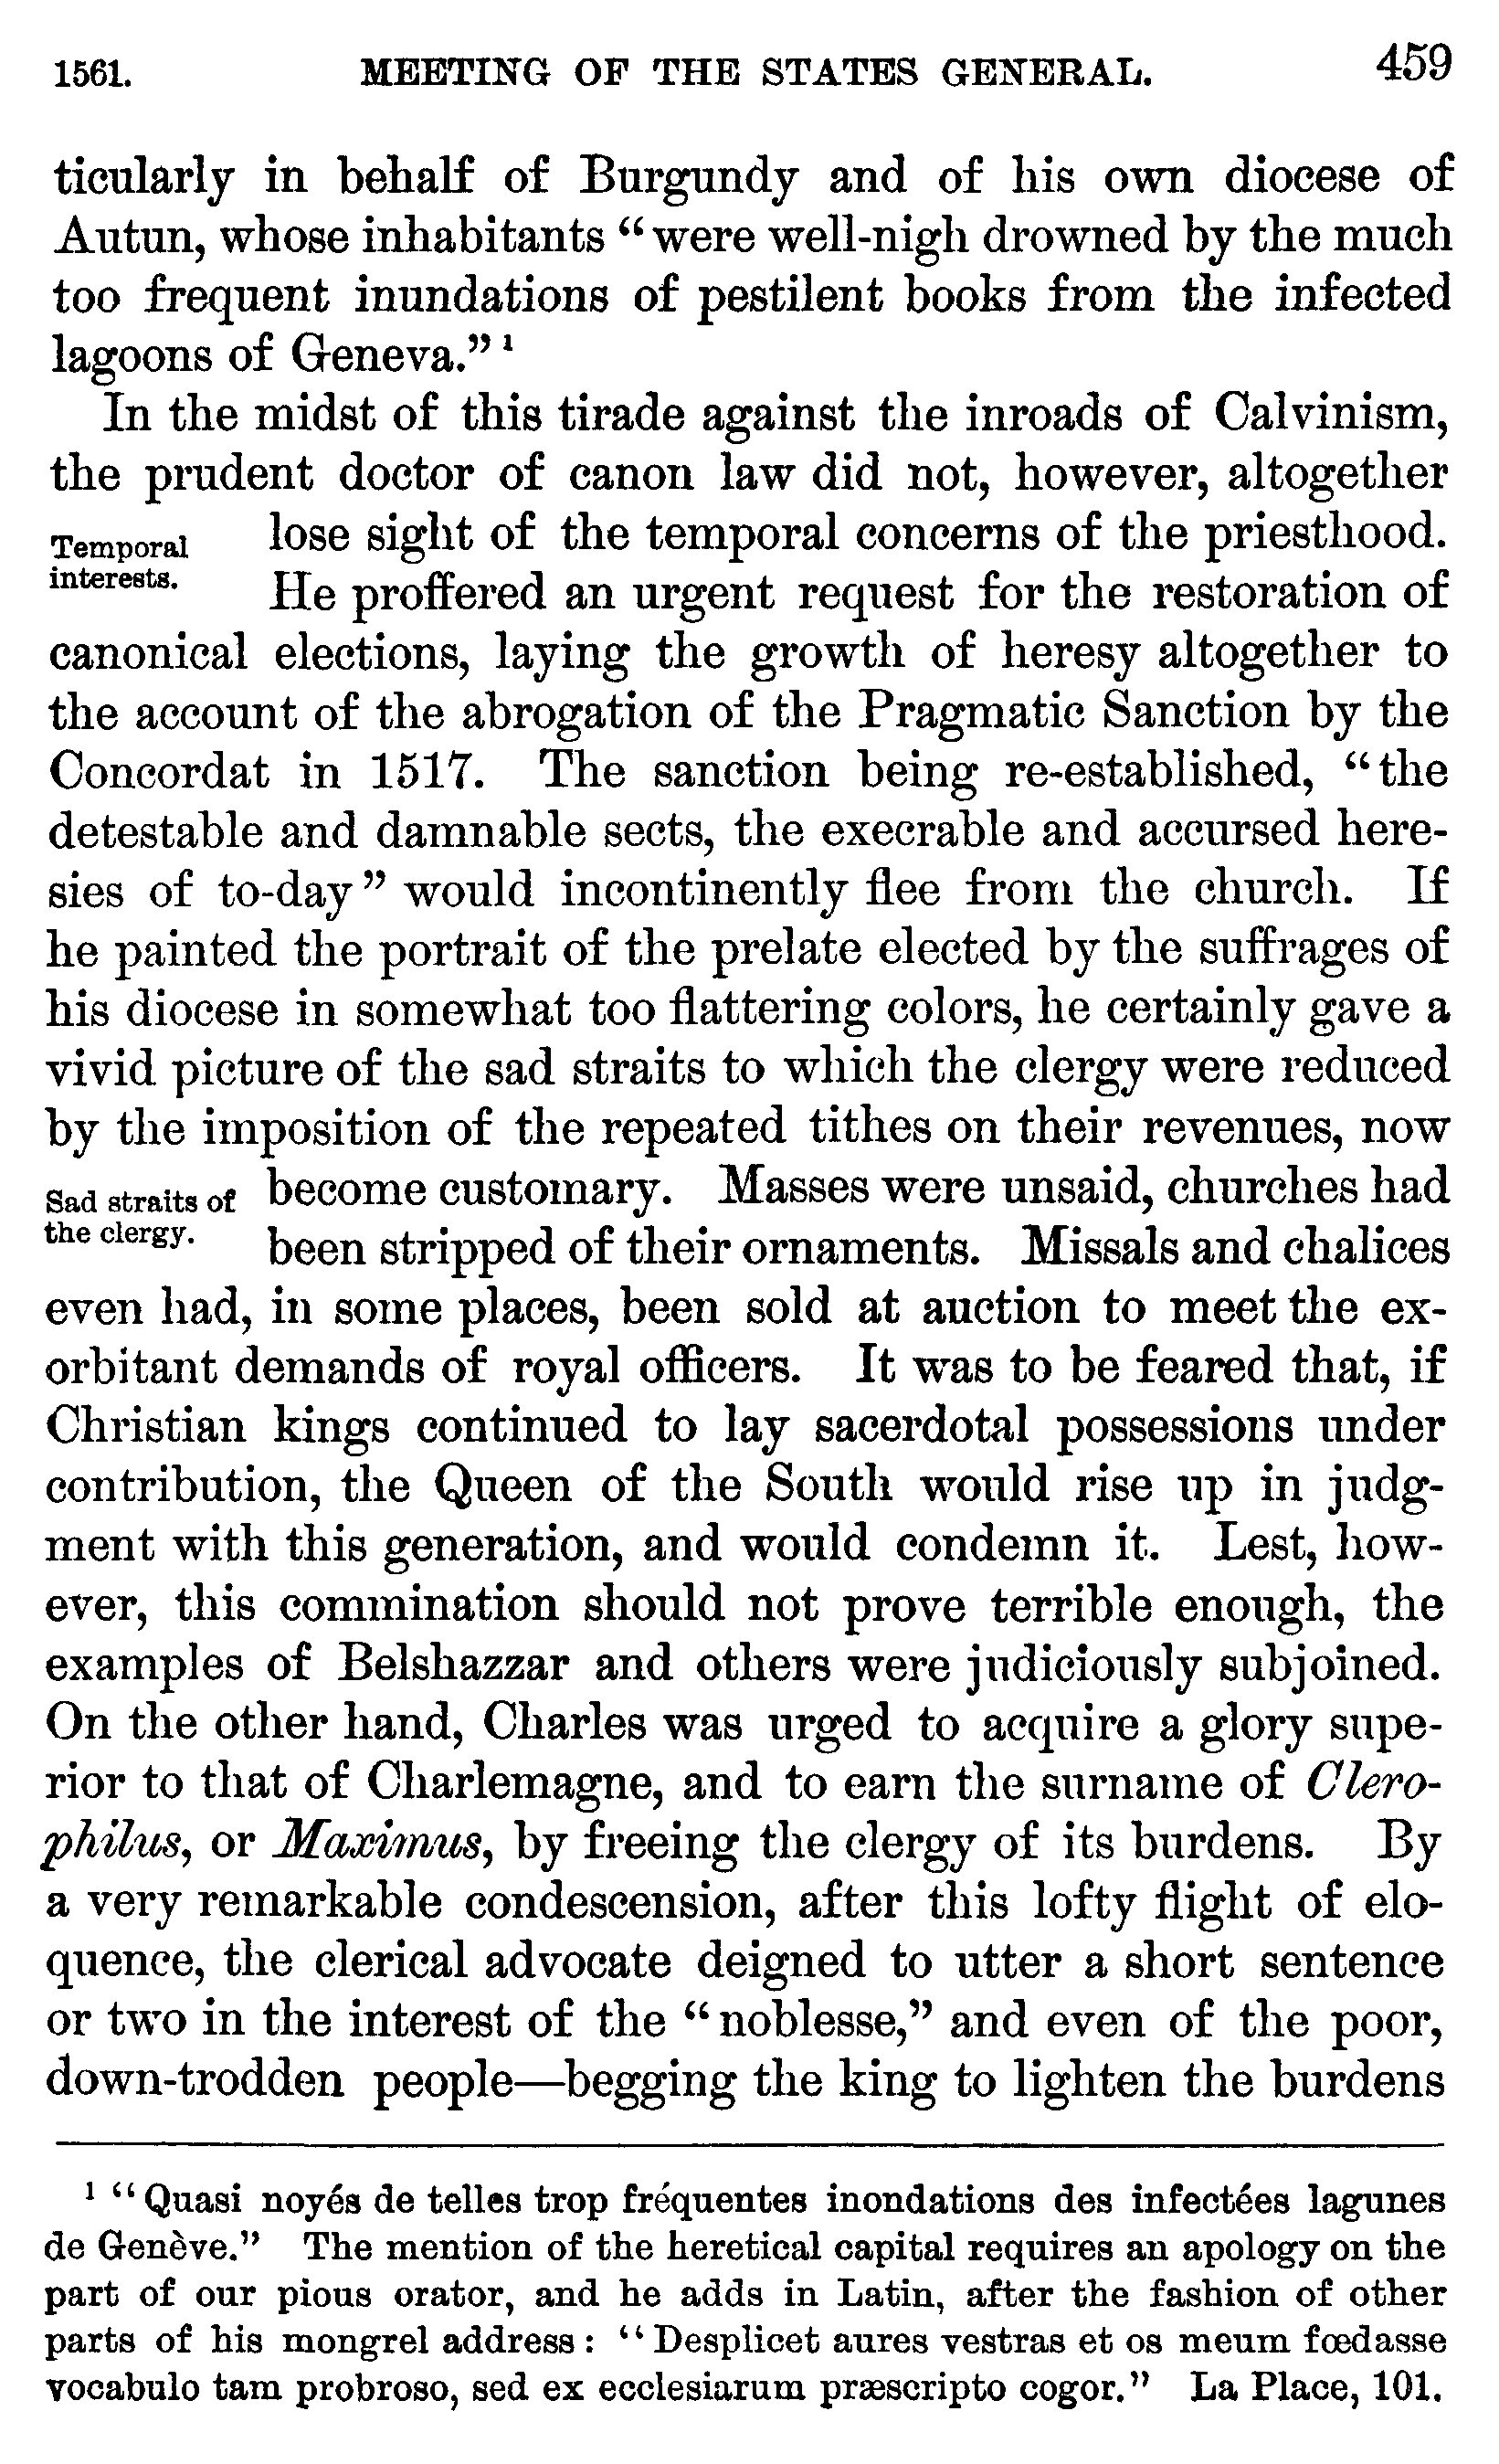 1561. MEETING OF THE STATES GENERAL. 459
ticularly in behalf of Burgundy and of his own diocese of
Autun, whose inhabitants “were well-nigh drowned by the much
too frequent inundations of pestilent books from the infected
lagoons of Geneva.” ¹
In the midst of this tirade against the inroads of Calvinism,
the prudent doctor of canon law did not, however, altogether
Temporal
interests.
lose sight of the temporal concerns of the priesthood.
He proffered an urgent request for the restoration of
canonical elections, laying the growth of heresy altogether to
the account of the abrogation of the Pragmatic Sanction by the
Concordat in 1517. The sanction being re-established, “the
detestable and damnable sects, the execrable and accursed here-
sies of to-day” would incontinently flee from the church. If
he painted the portrait of the prelate elected by the suffrages of
his diocese in somewhat too flattering colors, he certainly gave a
vivid picture of the sad straits to which the clergy were reduced
by the imposition of the repeated tithes on their revenues, now
Sad straits of
the clergy.
become customary. Masses were unsaid, churches had
been stripped of their ornaments. Missals and chalices
even had, in some places, been sold at auction to meet the ex-
orbitant demands of royal officers. It was to be feared that, if
Christian kings continued to lay sacerdotal possessions under
contribution, the Queen of the South would rise up in judg-
ment with this generation, and would condemn it. Lest, how-
ever, this commination should not prove terrible enough, the
examples of Belshazzar and others were judiciously subjoined.
On the other hand, Charles was urged to acquire a glory supe-
rior to that of Charlemagne, and to earn the surname of Clero-
philus, or Maximus, by freeing the clergy of its burdens. By
a very remarkable condescension, after this lofty flight of elo-
quence, the clerical advocate deigned to utter a short sentence
or two in the interest of the “noblesse,” and even of the poor,
down-trodden people—begging the king to lighten the burdens
¹ “Quasi noyés de telles trop fréquentes inondations des infectées lagunes
de Genève.” The mention of the heretical capital requires an apology on the
part of our pious orator, and he adds in Latin, after the fashion of other
parts of his mongrel address: “Desplicet aures vestras et os meum fœdasse
vocabulo tam probroso, sed ex ecclesiarum præscripto cogor.” La Place, 101.